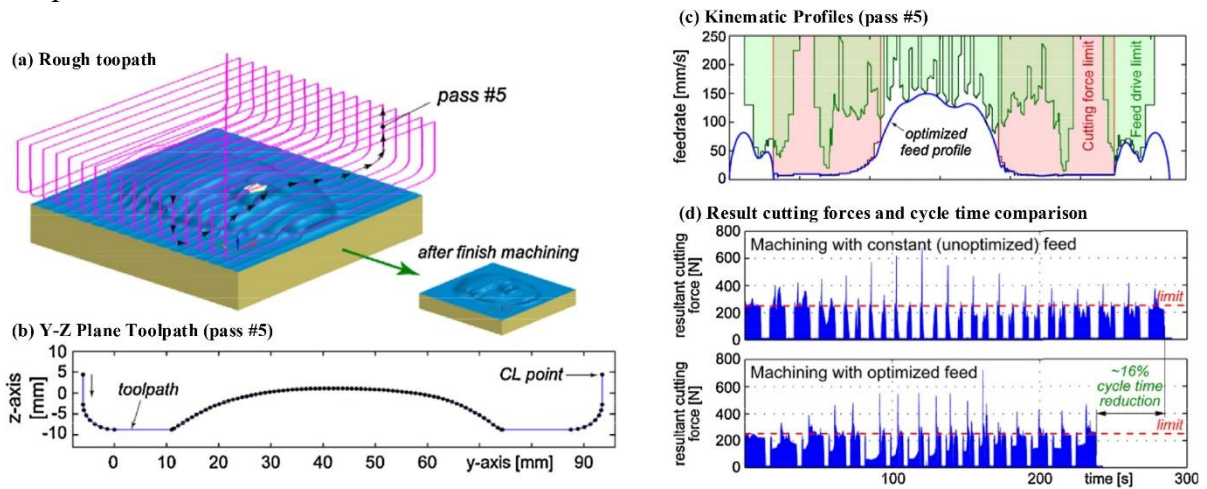 (a) Rough toopath
pass #5
after finish machining
(b) Y-Z Plane Toolpath (pass #5)
z-axis
[mm]
10
5
0
-5
-10
toolpath
CL point
0
10
20
30
40
50
60
y-axis [mm]
90
(c) Kinematic Profiles (pass #5)
feedrate [mm/s]
250
200
150
100
50
0
optimized
feed profile
Cutting force limit
Feed drive limit
(d) Result cutting forces and cycle time comparison
resultant cutting
force [N]
800
600
400
200
0
Machining with constant (unoptimized) feed
limit
resultant cutting
force [N]
800
600
400
200
0
Machining with optimized feed
~16%
cycle time
reduction
limit
100
200
time [s]
300